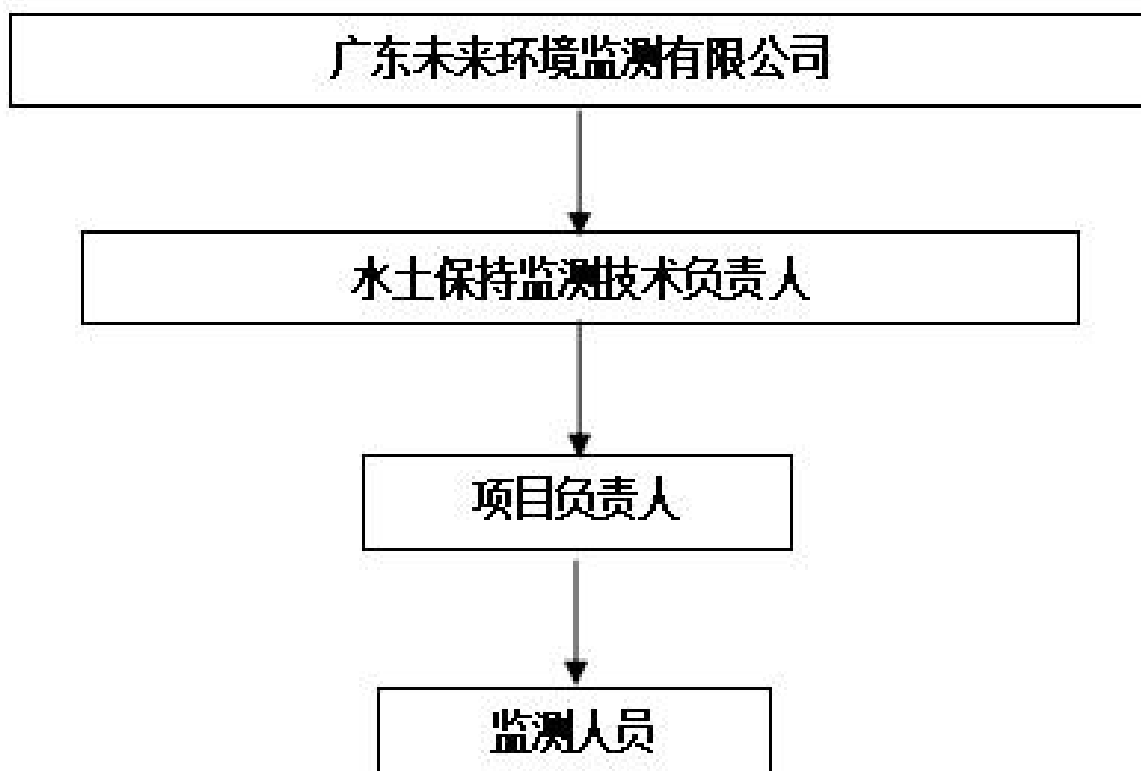 广东未来环境监测有限公司
水土保持监测技术负责人
项目负责人
监测人员